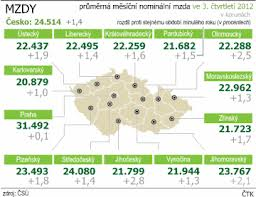 MZDY
průměrná měsíční nominální mzda ve 3. čtvrtletí 2012
v korunách
Česko: 24.514 +1,4
rozdíl proti stejnému období minulého roku (v procentech)
Ústecký
22.437
+1,9
Liberecký
22.495
+1,4
Královéhradecký
22.259
+1,6
Pardubický
21.682
+1,5
Olomoucký
22.288
+2,5
Karlovarský
20.879
+1,0
Moravskoslezský
22.962
+1,3
Praha
31.492
+0,1
Zlínský
21.723
+1,7
Plzeňský
23.493
+1,8
Středočeský
24.080
+1,4
Jihočeský
21.799
+2,1
Vysočina
21.944
+1,9
Jihomoravský
23.767
+2,1
zdroj: ČSÚ
ČTK